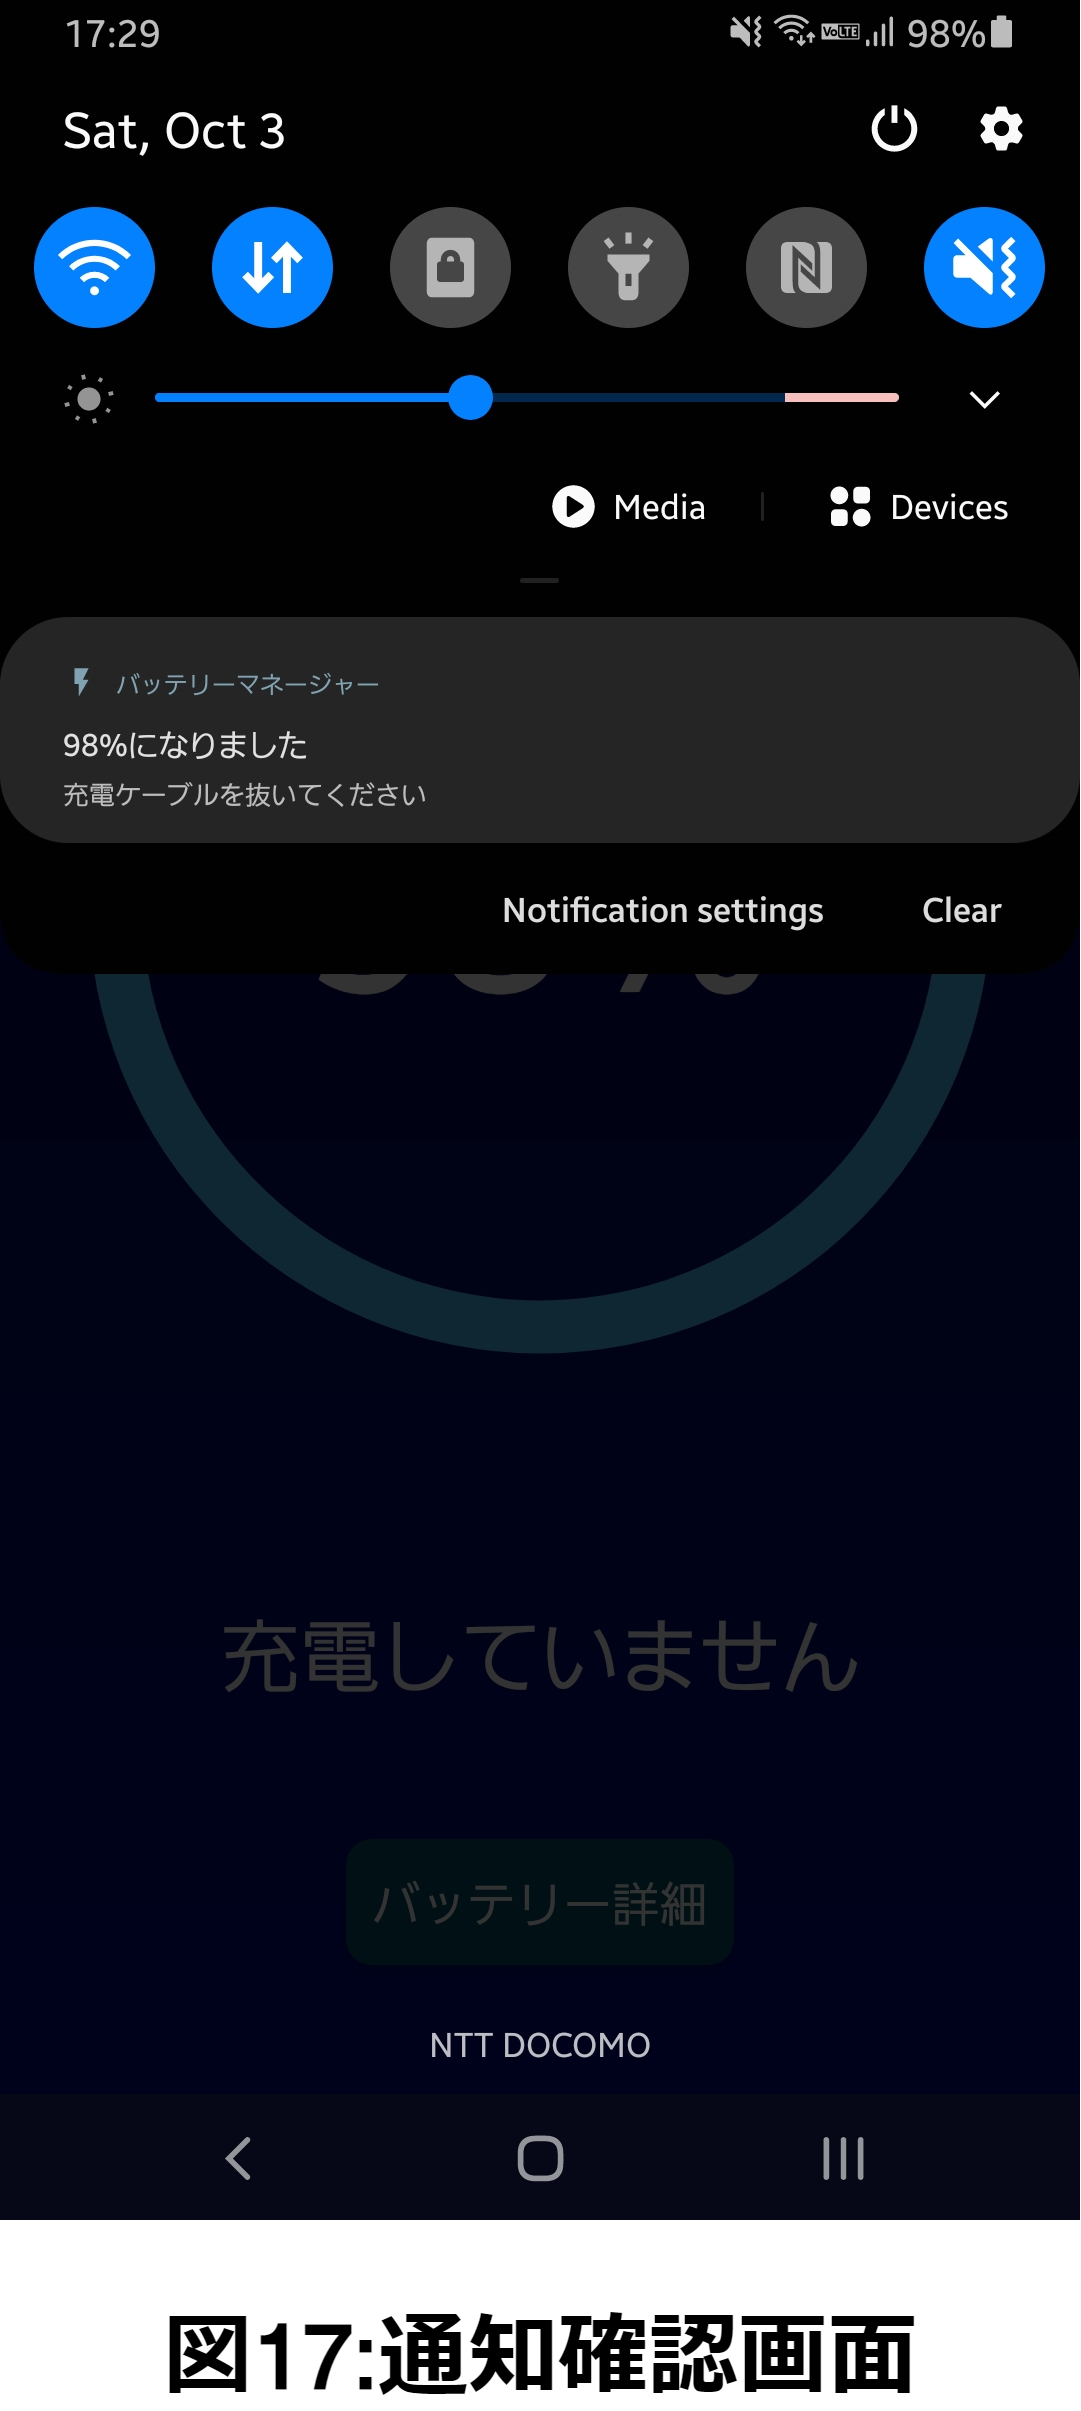 17:29 VoLTE 98%
Sat, Oct 3
Media Devices
バッテリーマネージャー
98%になりました
充電ケーブルを抜いてください
Notification settings Clear
充電していません
バッテリー詳細
NTT DOCOMO
図17:通知確認画面